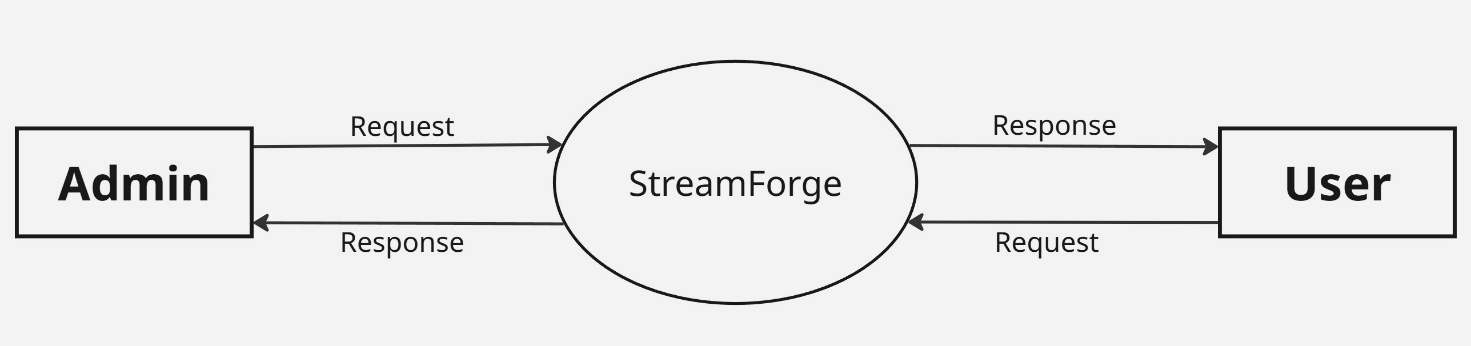 Request
Response
Admin
StreamForge
User
Response
Request